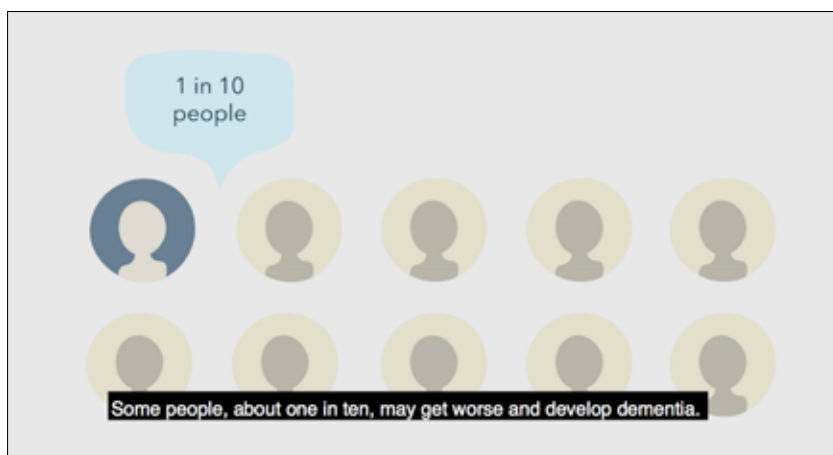 1 in 10
people
Some people, about one in ten, may get worse and develop dementia.